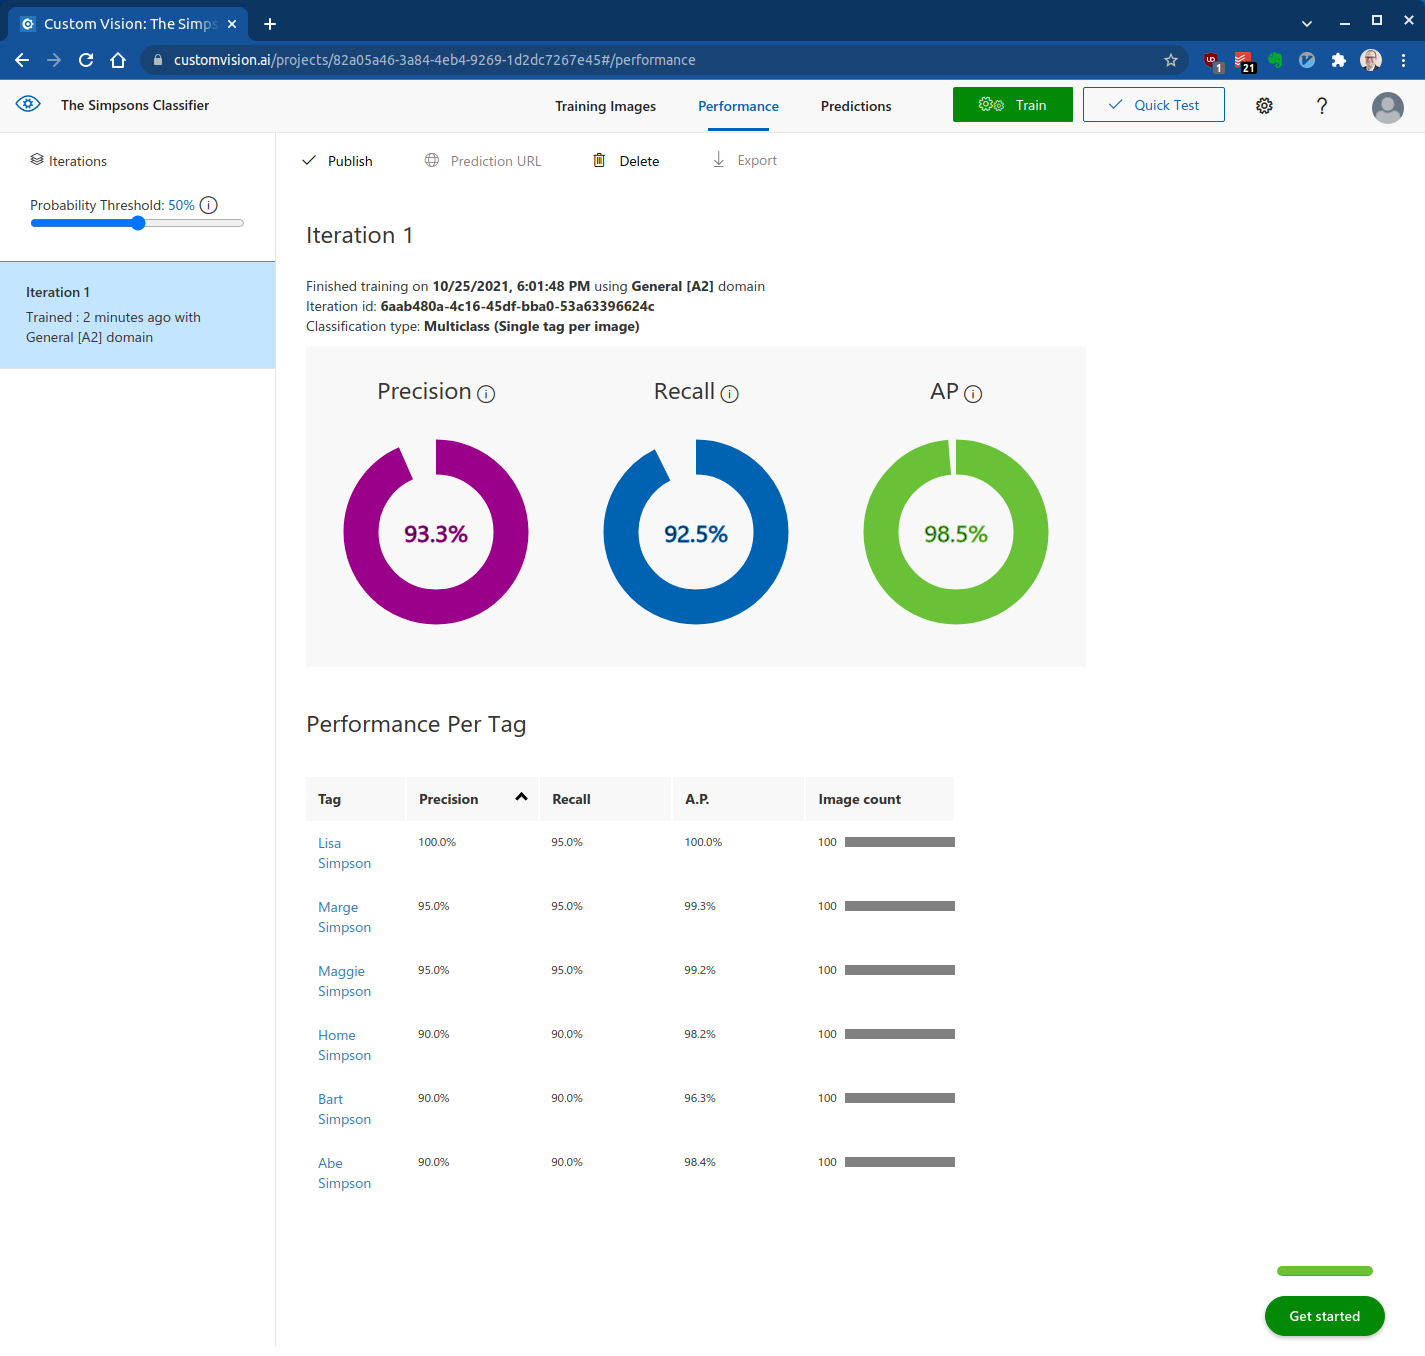 Custom Vision: The Simps
customvision.ai/projects/82a05a46-3a84-4eb4-9269-1d2dc7267e45#/performance
UD
1
21
The Simpsons Classifier
Training Images
Performance
Predictions
Train
Quick Test
?
Iterations
Probability Threshold: 50% i
Iteration 1
Trained : 2 minutes ago with
General [A2] domain
Publish
Prediction URL
Delete
Export
Iteration 1
Finished training on 10/25/2021, 6:01:48 PM using General [A2] domain
Iteration id: 6aab480a-4c16-45df-bba0-53a63396624c
Classification type: Multiclass (Single tag per image)
Precision i
Recall i
AP i
93.3%
92.5%
98.5%
Performance Per Tag
Tag Precision Recall A.P. Image count
Lisa 100.0% 95.0% 100.0% 100
Simpson
Marge 95.0% 95.0% 99.3% 100
Simpson
Maggie 95.0% 95.0% 99.2% 100
Simpson
Home 90.0% 90.0% 98.2% 100
Simpson
Bart 90.0% 90.0% 96.3% 100
Simpson
Abe 90.0% 90.0% 98.4% 100
Simpson
Get started